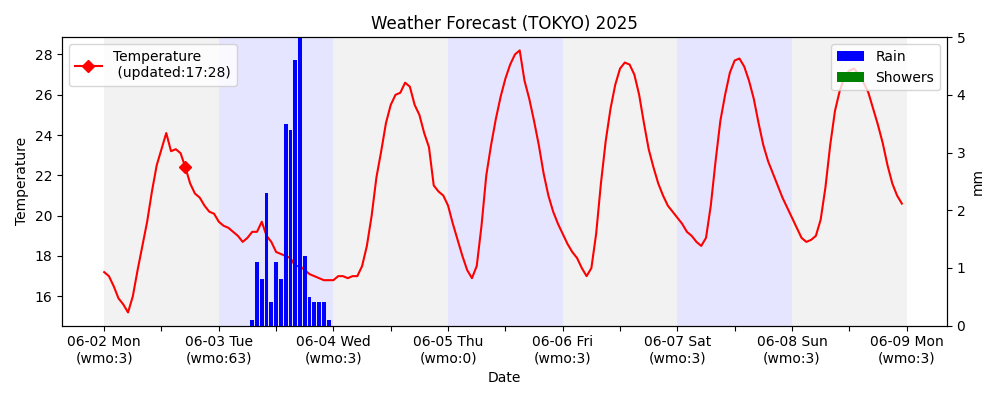 Weather Forecast (TOKYO) 2025
Temperature
(updated:17:28)
Rain
Showers
Temperature
28
26
24
22
20
18
16
5
4
3
2
1
0
mm
06-02 Mon
(wmo:3)
06-03 Tue
(wmo:63)
06-04 Wed
(wmo:3)
06-05 Thu
(wmo:0)
06-06 Fri
(wmo:3)
06-07 Sat
(wmo:3)
06-08 Sun
(wmo:3)
06-09 Mon
(wmo:3)
Date